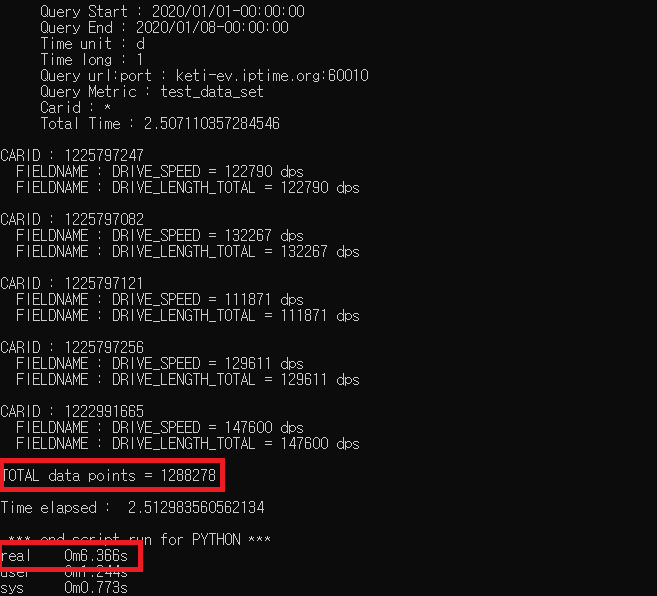 Query Start : 2020/01/01-00:00:00
Query End : 2020/01/08-00:00:00
Time unit : d
Time long : 1
Query url:port : keti-ev.iptime.org:60010
Query Metric : test_data_set
Carid : *
Total Time : 2.507110357284546
CARID : 1225797247
FIELDNAME : DRIVE_SPEED = 122790 dps
FIELDNAME : DRIVE_LENGTH_TOTAL = 122790 dps
CARID : 1225797082
FIELDNAME : DRIVE_SPEED = 132267 dps
FIELDNAME : DRIVE_LENGTH_TOTAL = 132267 dps
CARID : 1225797121
FIELDNAME : DRIVE_SPEED = 111871 dps
FIELDNAME : DRIVE_LENGTH_TOTAL = 111871 dps
CARID : 1225797256
FIELDNAME : DRIVE_SPEED = 129611 dps
FIELDNAME : DRIVE_LENGTH_TOTAL = 129611 dps
CARID : 1222991665
FIELDNAME : DRIVE_SPEED = 147600 dps
FIELDNAME : DRIVE_LENGTH_TOTAL = 147600 dps
TOTAL data points = 1288278
Time elapsed : 2.512983560562134
*** end script run for PYTHON ***
real 0m6.366s
user 0m1.244s
sys 0m0.773s